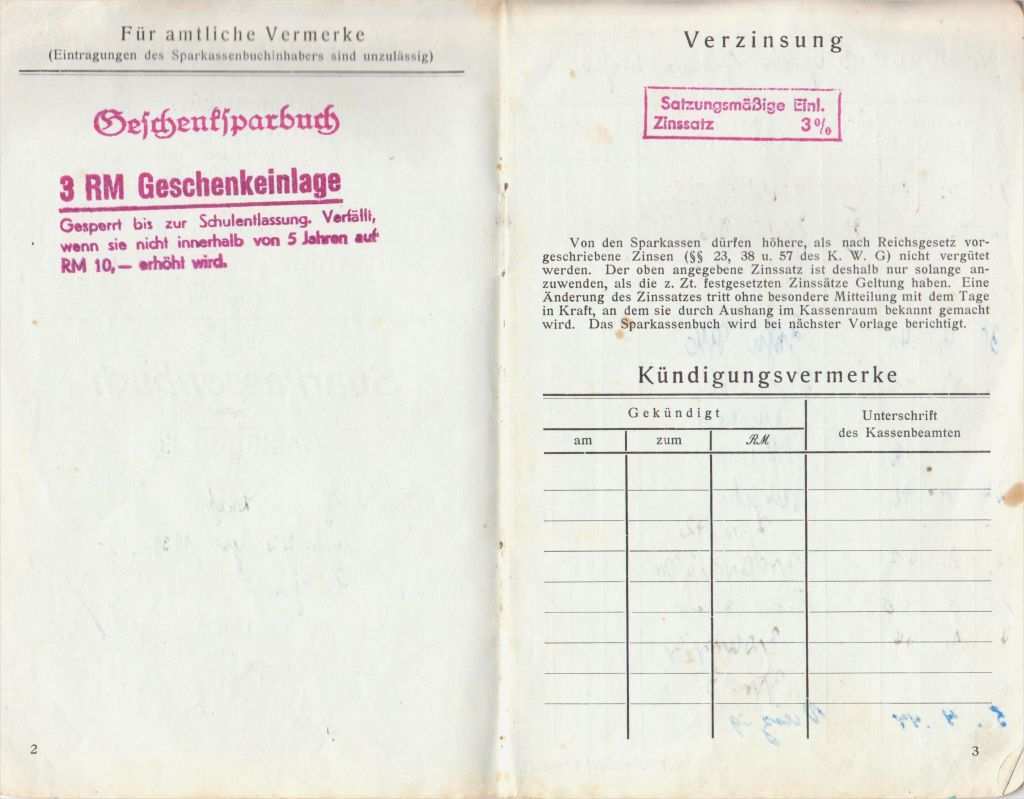 Für amtliche Vermerke
(Eintragungen des Sparkassenbuchinhabers sind unzulässig)
Geschenksparbuch
3 RM Geschenkeinlage
Gesperrt bis zur Schulentlassung. Verfällt,
wenn sie nicht innerhalb von 5 Jahren auf
RM 10,— erhöht wird.
2
Verzinsung
Satzungsmäßige Einl.
Zinssatz 3%
Von den Sparkassen dürfen höhere, als nach Reichsgesetz vor-
geschriebene Zinsen (§§ 23, 38 u. 57 des K. W. G) nicht vergütet
werden. Der oben angegebene Zinssatz ist deshalb nur solange an-
zuwenden, als die z. Zt. festgesetzten Zinssätze Geltung haben. Eine
Änderung des Zinssatzes tritt ohne besondere Mitteilung mit dem Tage
in Kraft, an dem sie durch Aushang im Kassenraum bekannt gemacht
wird. Das Sparkassenbuch wird bei nächster Vorlage berichtigt.
Kündigungsvermerke
Gekündigt
Unterschrift
des Kassenbeamten
am zum RM
3